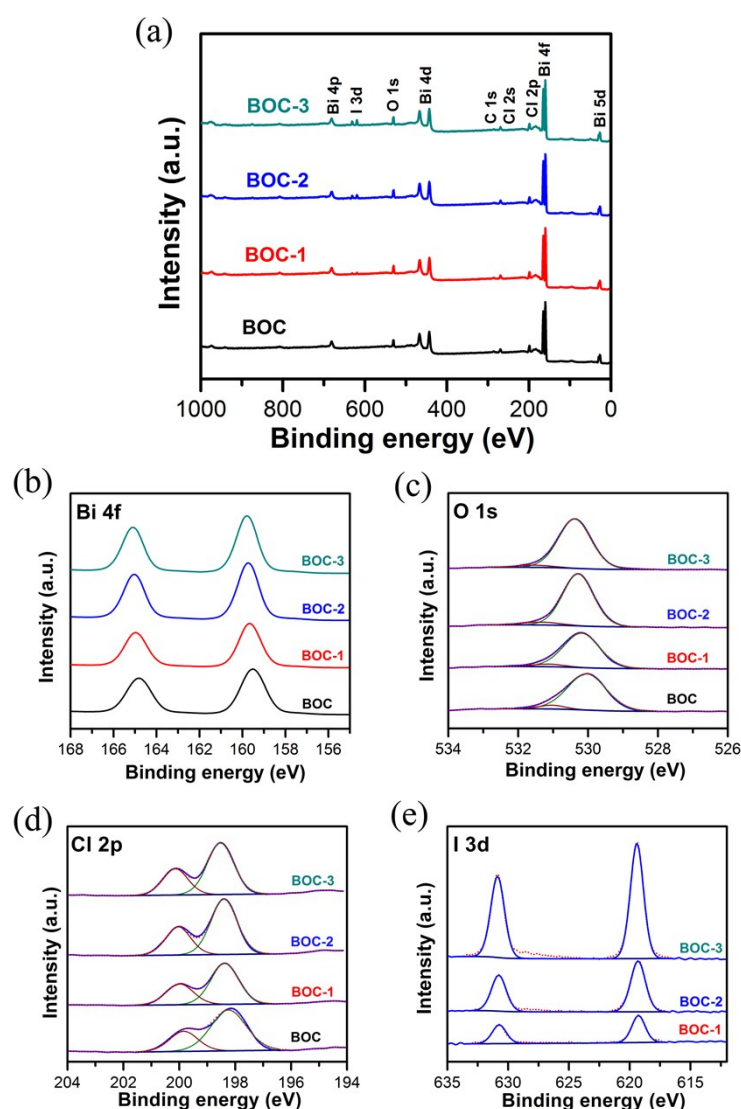 (a)
Intensity (a.u.)
BOC-3
BOC-2
BOC-1
BOC
Bi 4p
I 3d
O 1s
Bi 4d
C 1s
Cl 2s
Cl 2p
Bi 4f
Bi 5d
1000 800 600 400 200 0
Binding energy (eV)
(b)
Bi 4f
Intensity (a.u.)
BOC-3
BOC-2
BOC-1
BOC
168 166 164 162 160 158 156
Binding energy (eV)
(c)
O 1s
Intensity (a.u.)
BOC-3
BOC-2
BOC-1
BOC
534 532 530 528 526
Binding energy (eV)
(d)
Cl 2p
Intensity (a.u.)
BOC-3
BOC-2
BOC-1
BOC
204 202 200 198 196 194
Binding energy (eV)
(e)
I 3d
Intensity (a.u.)
BOC-3
BOC-2
BOC-1
635 630 625 620 615
Binding energy (eV)